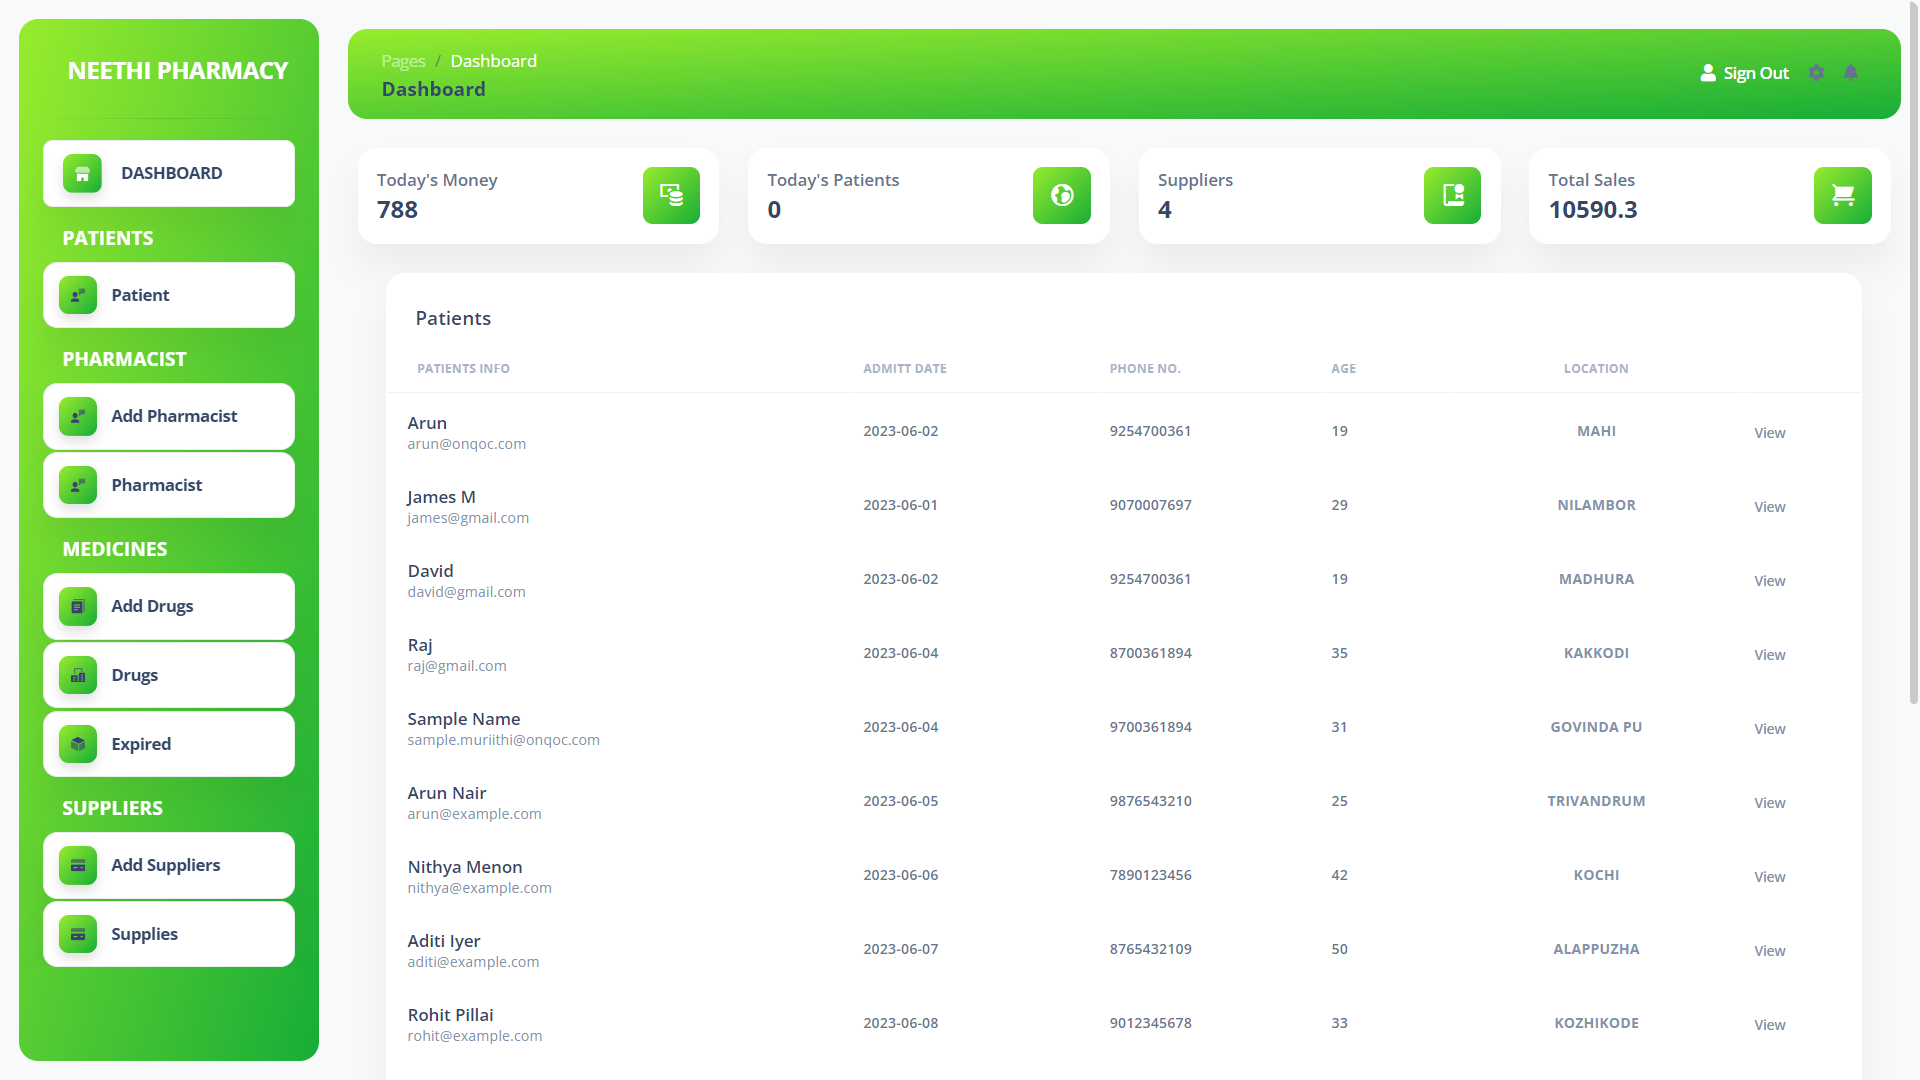 NEETHI PHARMACY
DASHBOARD
PATIENTS
Patient
PHARMACIST
Add Pharmacist
Pharmacist
MEDICINES
Add Drugs
Drugs
Expired
SUPPLIERS
Add Suppliers
Supplies
Pages / Dashboard
Dashboard
Sign Out
Today's Money
788
Today's Patients
0
Suppliers
4
Total Sales
10590.3
Patients
PATIENTS INFO ADMITT DATE PHONE NO. AGE LOCATION
Arun
arun@onqoc.com
2023-06-02 9254700361 19 MAHI View
James M
james@gmail.com
2023-06-01 9070007697 29 NILAMBOR View
David
david@gmail.com
2023-06-02 9254700361 19 MADHURA View
Raj
raj@gmail.com
2023-06-04 8700361894 35 KAKKODI View
Sample Name
sample.muriithi@onqoc.com
2023-06-04 9700361894 31 GOVINDA PU View
Arun Nair
arun@example.com
2023-06-05 9876543210 25 TRIVANDRUM View
Nithya Menon
nithya@example.com
2023-06-06 7890123456 42 KOCHI View
Aditi Iyer
aditi@example.com
2023-06-07 8765432109 50 ALAPPUZHA View
Rohit Pillai
rohit@example.com
2023-06-08 9012345678 33 KOZHIKODE View